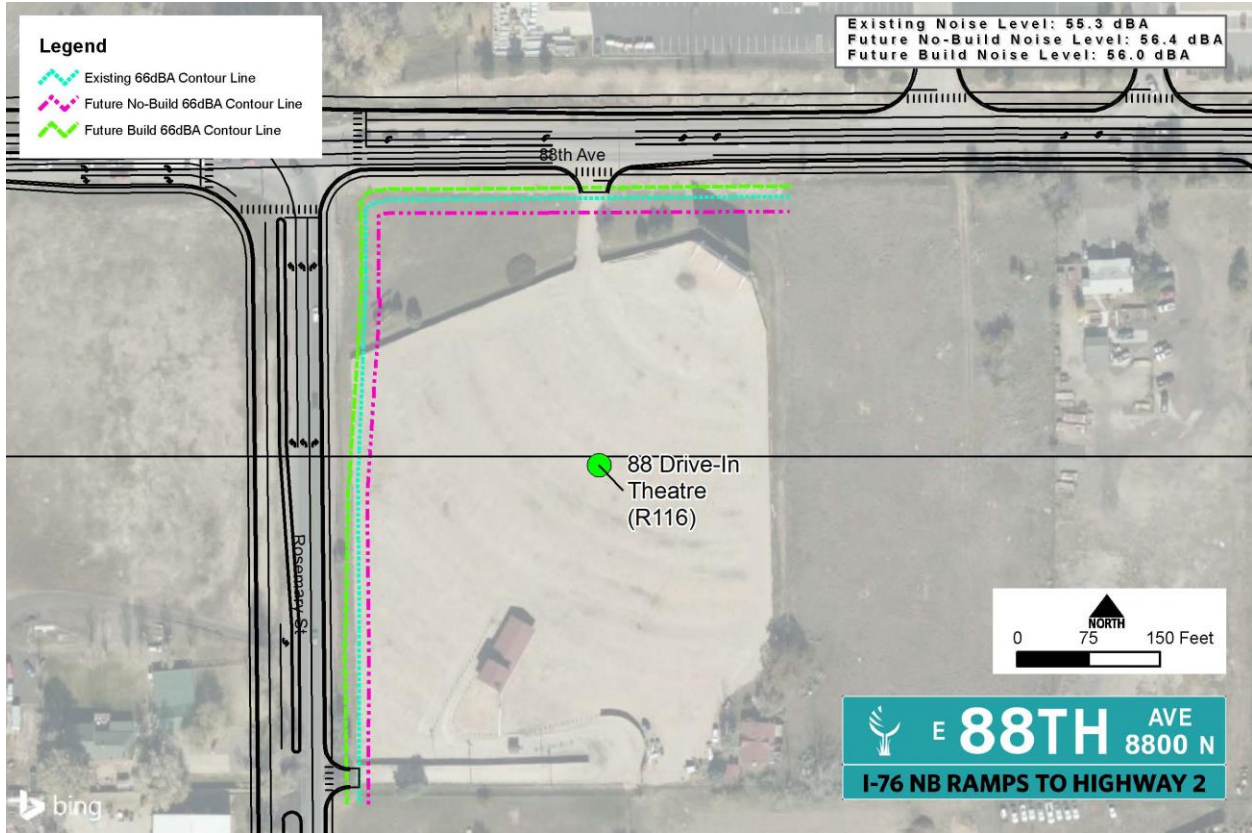 Legend
Existing 66dBA Contour Line
Future No-Build 66dBA Contour Line
Future Build 66dBA Contour Line
Existing Noise Level: 55.3 dBA
Future No-Build Noise Level: 56.4 dBA
Future Build Noise Level: 56.0 dBA
88th Ave
88 Drive-In
Theatre
(R116)
Rosemary St
NORTH
0 75 150 Feet
E 88TH AVE
8800 N
I-76 NB RAMPS TO HIGHWAY 2
bing